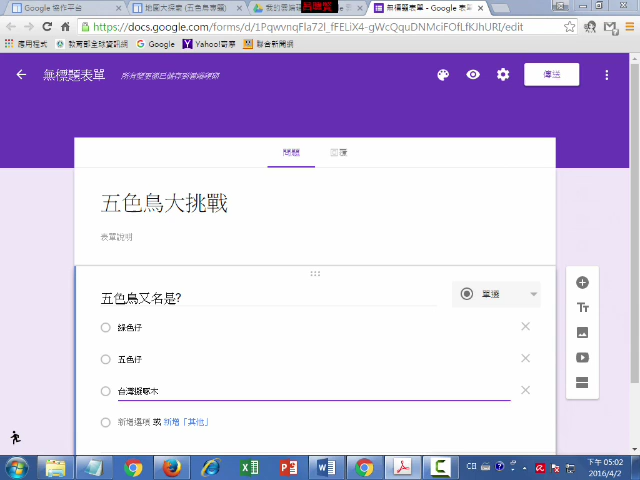 Google 協作平台
地圖大探索 (五色鳥專題)
我的雲端硬
無標題表單 - Google 表單
https://docs.google.com/forms/d/1PqwvnqFla72l_fFELiX4-gWcQquDNMciFOfLfKJhURI/edit
應用程式
教育部全球資訊網
Google
Yahoo!奇摩
聯合新聞網
無標題表單
所有變更都已儲存到雲端硬碟
傳送
問題
回覆
五色鳥大挑戰
表單說明
五色鳥又名是?
單選
綠色仔
五色仔
台灣擬啄木
新增選項 或 新增「其他」
CH
下午 05:02
2016/4/2